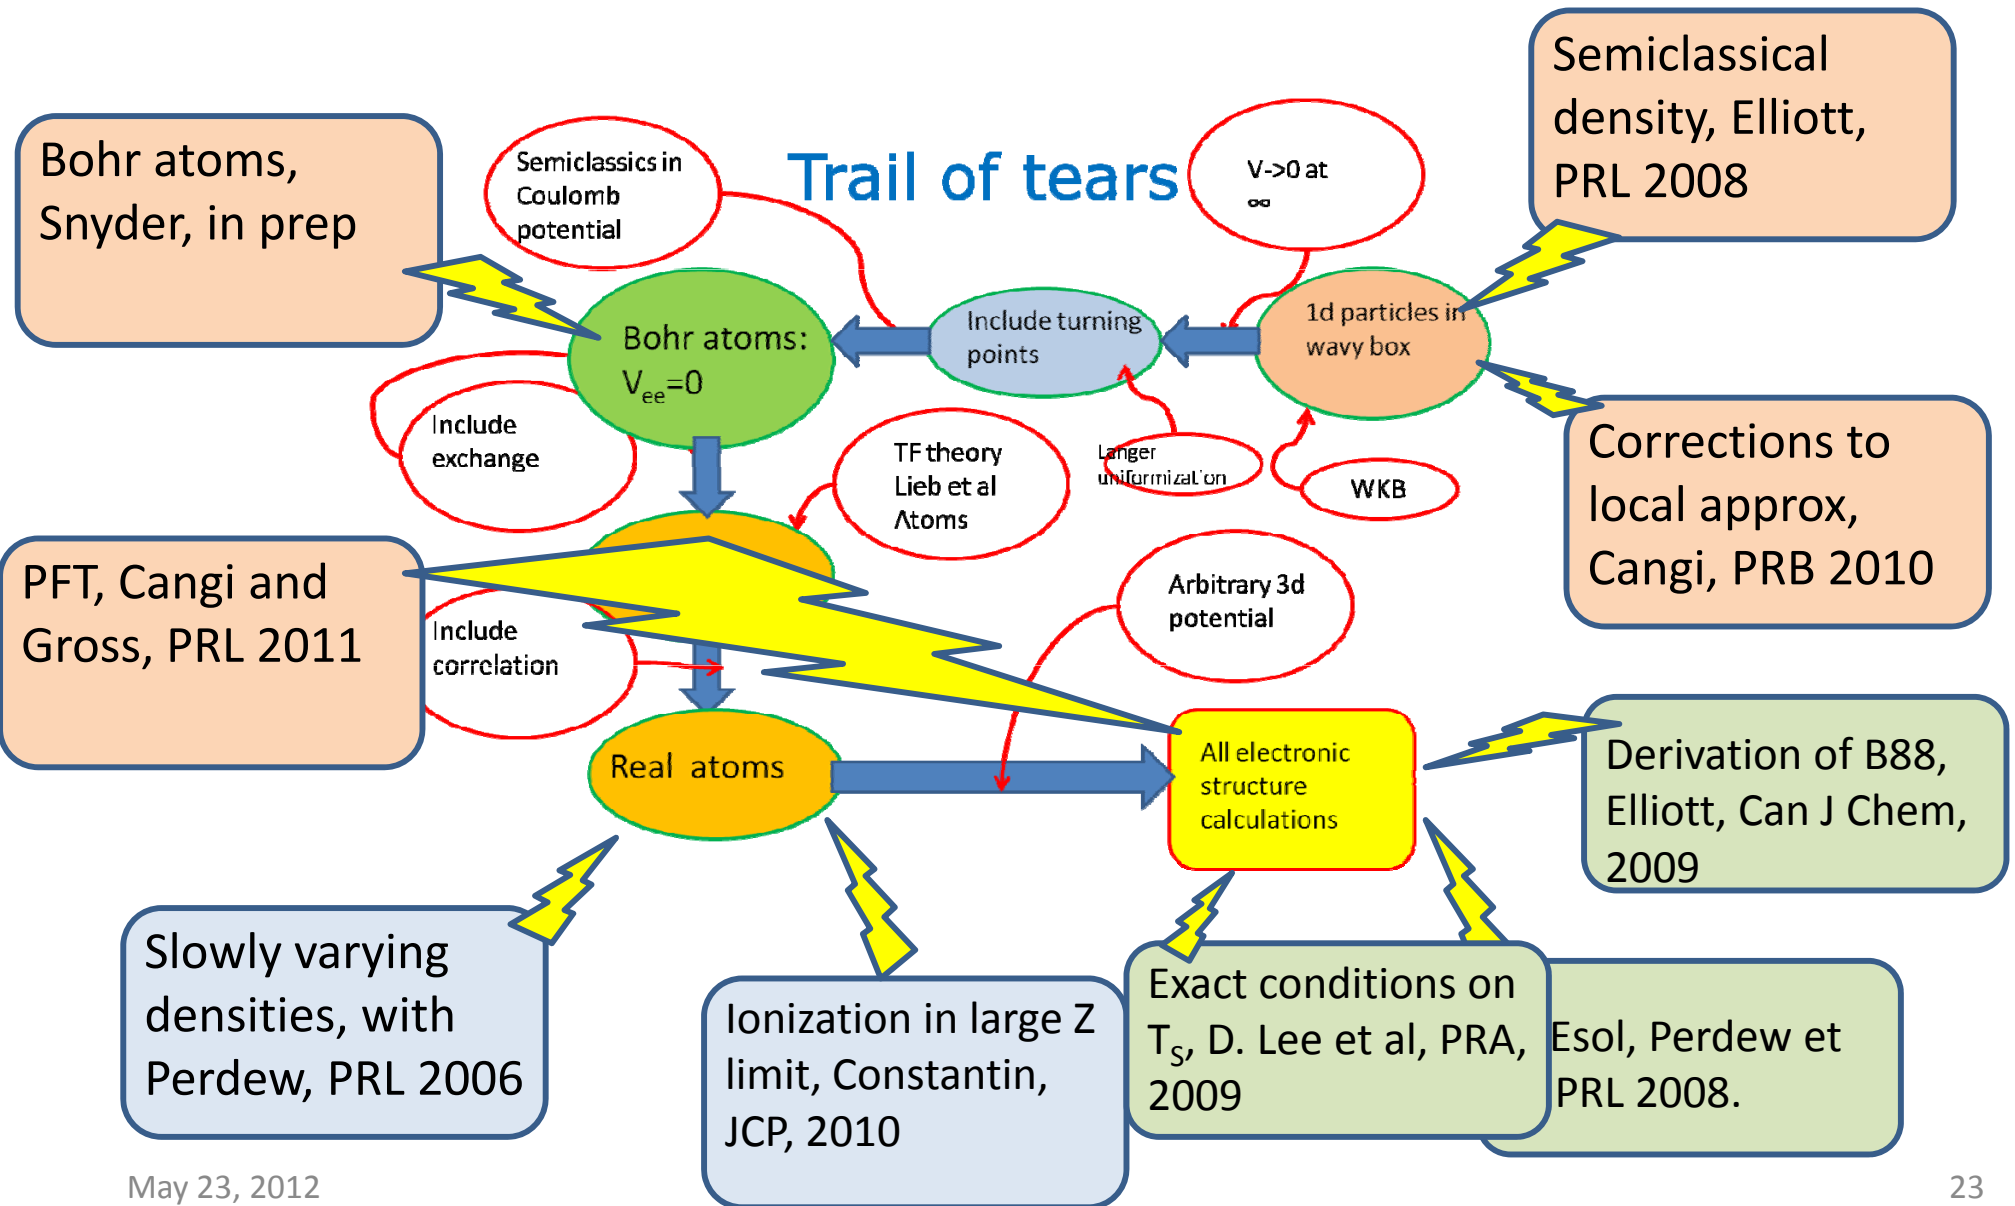 Trail of tears
Semiclassical
density, Elliott,
PRL 2008
Bohr atoms,
Snyder, in prep
Semiclassics in
Coulomb
potential
V->0 at
∞
Bohr atoms:
Vee=0
Include turning
points
1d particles in
wavy box
Include
exchange
TF theory
Lieb et al
Atoms
Langer
uniformization
WKB
Corrections to
local approx,
Cangi, PRB 2010
PFT, Cangi and
Gross, PRL 2011
Include
correlation
Arbitrary 3d
potential
Real atoms
All electronic
structure
calculations
Derivation of B88,
Elliott, Can J Chem,
2009
Slowly varying
densities, with
Perdew, PRL 2006
Ionization in large Z
limit, Constantin,
JCP, 2010
Exact conditions on
TS, D. Lee et al, PRA,
2009
Esol, Perdew et
PRL 2008.
May 23, 2012
23